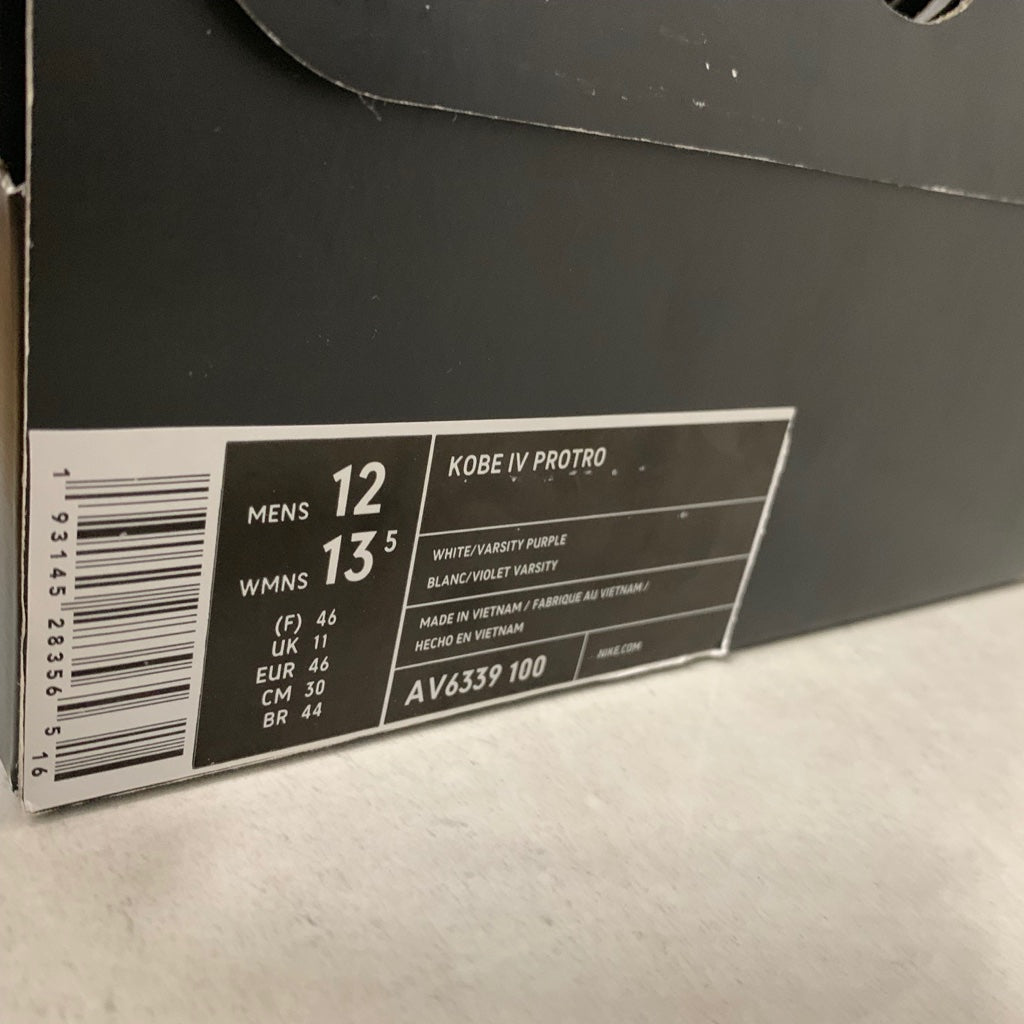 1 93145 28356 5 16
MENS 12
WMNS 13 5
(F) 46
UK 11
EUR 46
CM 30
BR 44
KOBE IV PROTRO
WHITE/VARSITY PURPLE
BLANC/VIOLET VARSITY
MADE IN VIETNAM / FABRIQUE AU VIETNAM /
HECHO EN VIETNAM
AV6339 100
NIKE.COM